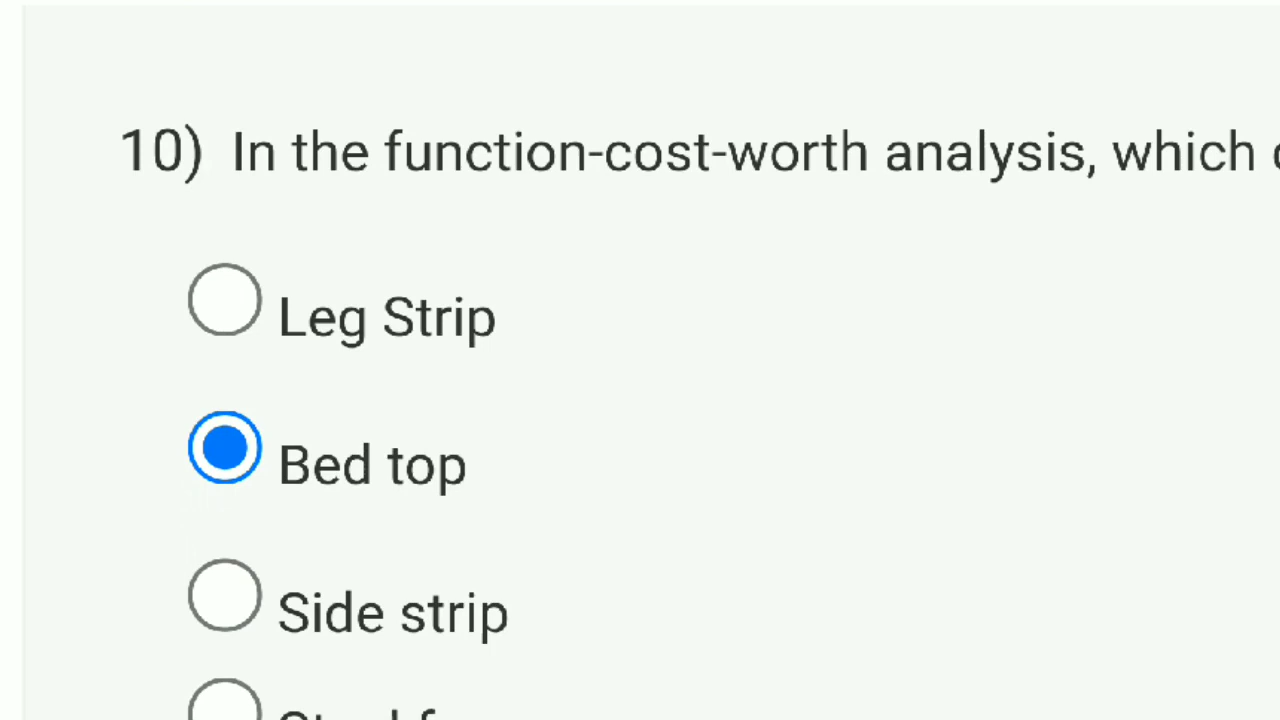 10) In the function-cost-worth analysis, which
Leg Strip
Bed top
Side strip